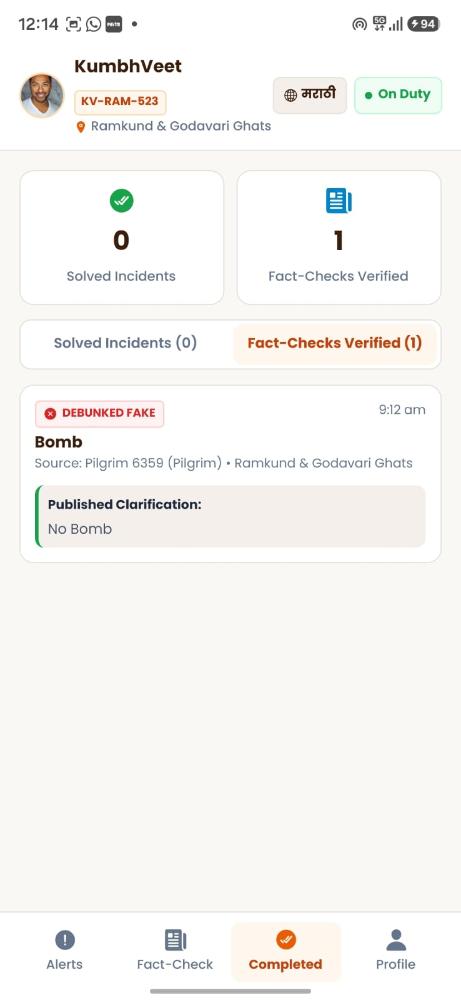 12:14 Paytm 5G 94
KumbhVeet
KV-RAM-523
Ramkund & Godavari Ghats
मराठी
On Duty
0
Solved Incidents
1
Fact-Checks Verified
Solved Incidents (0)
Fact-Checks Verified (1)
DEBUNKED FAKE
9:12 am
Bomb
Source: Pilgrim 6359 (Pilgrim) • Ramkund & Godavari Ghats
Published Clarification:
No Bomb
Alerts
Fact-Check
Completed
Profile